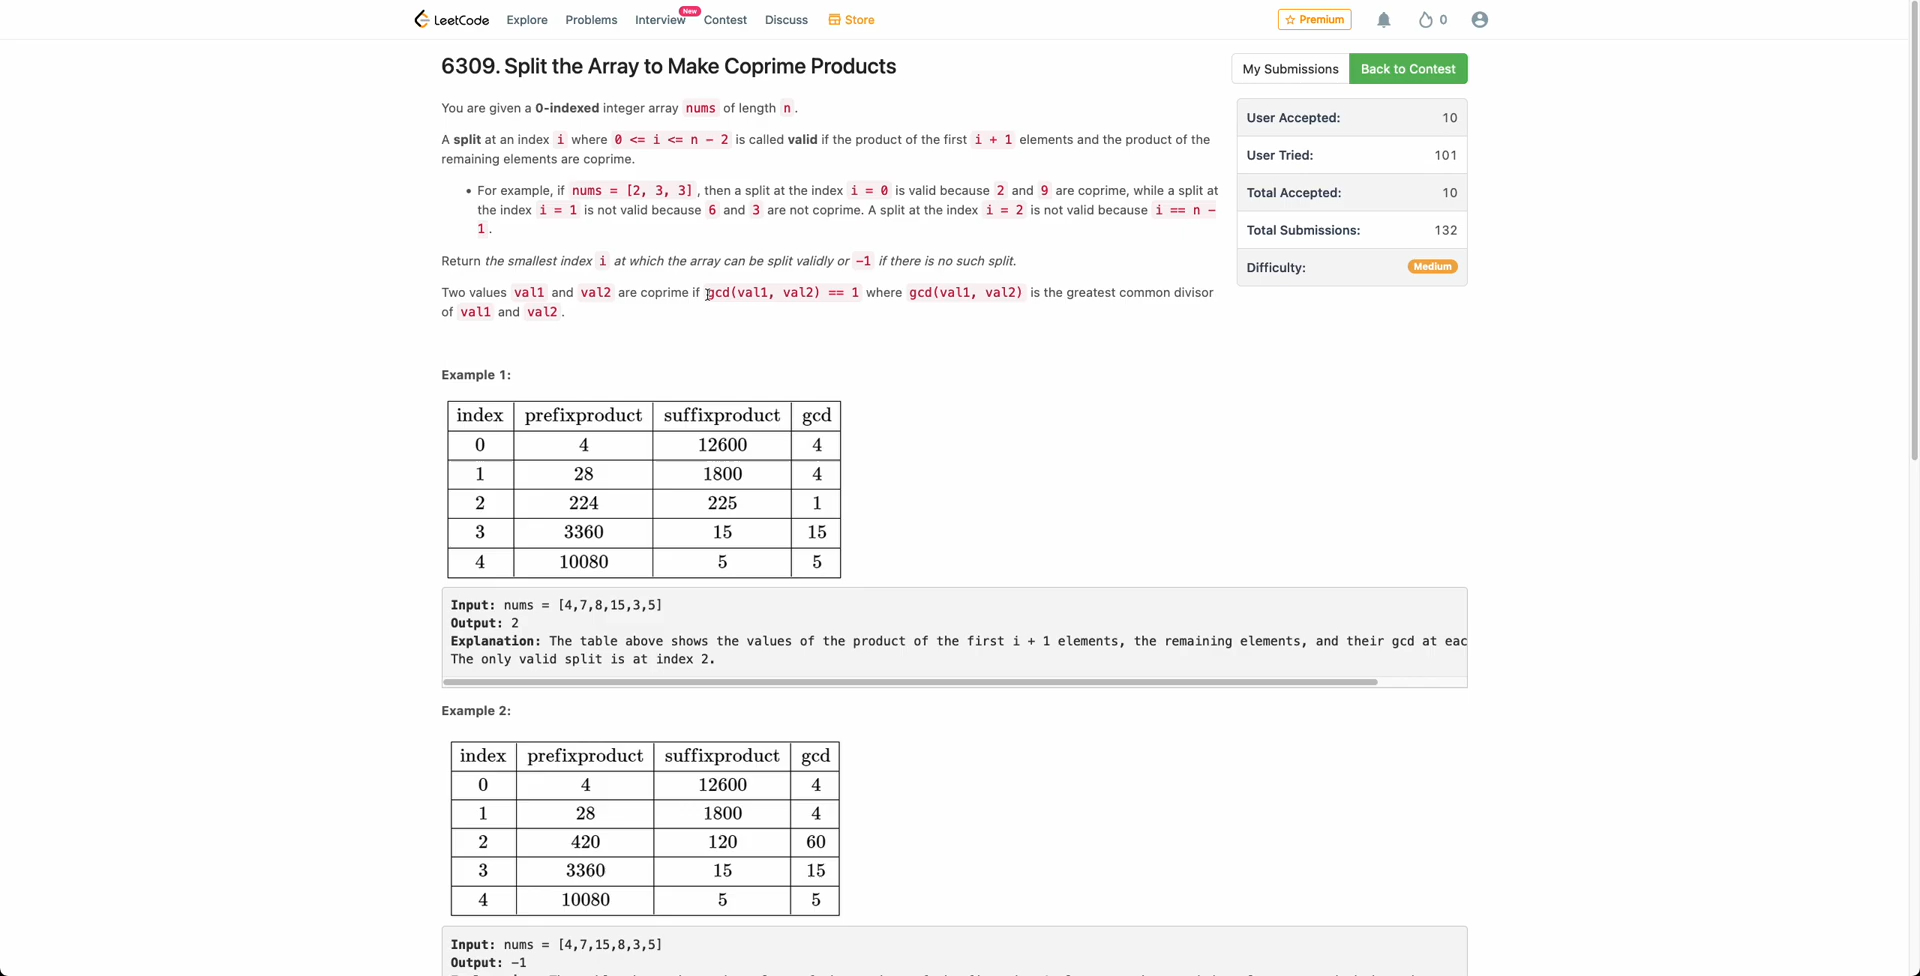 LeetCode Explore Problems Interview New Contest Discuss Store Premium 0
6309. Split the Array to Make Coprime Products
My Submissions Back to Contest
You are given a 0-indexed integer array nums of length n.
A split at an index i where 0 <= i <= n - 2 is called valid if the product of the first i + 1 elements and the product of the
remaining elements are coprime.
• For example, if nums = [2, 3, 3], then a split at the index i = 0 is valid because 2 and 9 are coprime, while a split at
the index i = 1 is not valid because 6 and 3 are not coprime. A split at the index i = 2 is not valid because i == n -
1.
Return the smallest index i at which the array can be split validly or -1 if there is no such split.
Two values val1 and val2 are coprime if gcd(val1, val2) == 1 where gcd(val1, val2) is the greatest common divisor
of val1 and val2.
User Accepted: 10
User Tried: 101
Total Accepted: 10
Total Submissions: 132
Difficulty: Medium
Example 1:
index prefixproduct suffixproduct gcd
0 4 12600 4
1 28 1800 4
2 224 225 1
3 3360 15 15
4 10080 5 5
Input: nums = [4,7,8,15,3,5]
Output: 2
Explanation: The table above shows the values of the product of the first i + 1 elements, the remaining elements, and their gcd at eac
The only valid split is at index 2.
Example 2:
index prefixproduct suffixproduct gcd
0 4 12600 4
1 28 1800 4
2 420 120 60
3 3360 15 15
4 10080 5 5
Input: nums = [4,7,15,8,3,5]
Output: -1